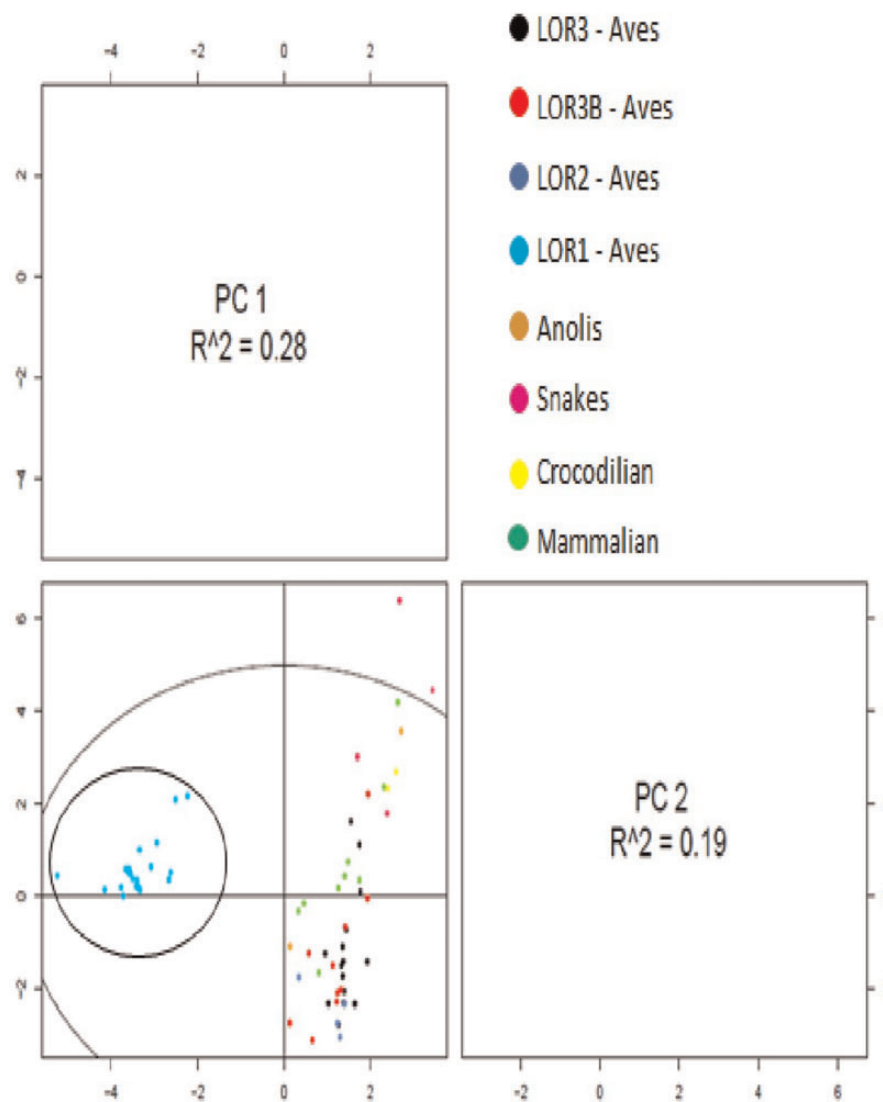 -4 -2 0 2
2
0
-2
-4
PC 1
R^2 = 0.28
LOR3 - Aves
LOR3B - Aves
LOR2 - Aves
LOR1 - Aves
Anolis
Snakes
Crocodilian
Mammalian
6
4
2
0
-2
-4 -2 0 2
PC 2
R^2 = 0.19
-2 0 2 4 6